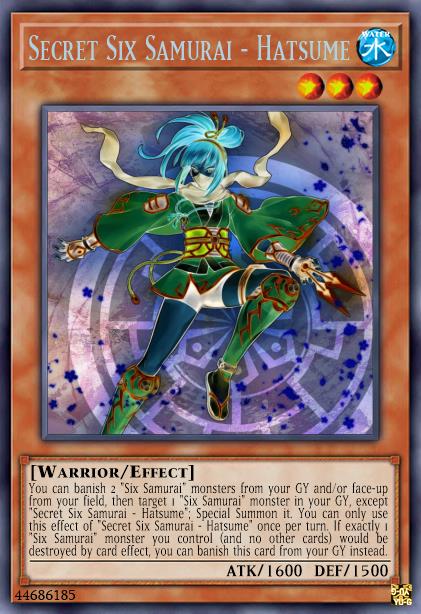 SECRET SIX SAMURAI - HATSUME
WATER
水
[WARRIOR/EFFECT]
You can banish 2 "Six Samurai" monsters from your GY and/or face-up
from your field, then target 1 "Six Samurai" monster in your GY, except
"Secret Six Samurai - Hatsume"; Special Summon it. You can only use
this effect of "Secret Six Samurai - Hatsume" once per turn. If exactly 1
"Six Samurai" monster you control (and no other cards) would be
destroyed by card effect, you can banish this card from your GY instead.
ATK/1600 DEF/1500
44686185